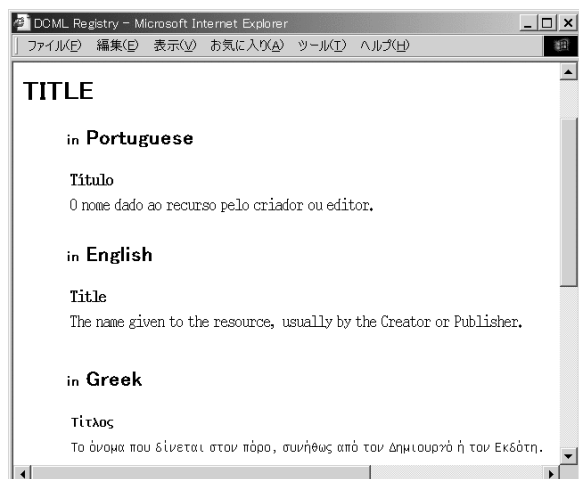 DCML Registry - Microsoft Internet Explorer
ファイル(F) 編集(E) 表示(V) お気に入り(A) ツール(T) ヘルプ(H)
TITLE
in Portuguese
Título
O nome dado ao recurso pelo criador ou editor.
in English
Title
The name given to the resource, usually by the Creator or Publisher.
in Greek
Τίτλος
Το όνομα που δίνεται στον πόρο, συνήθως από τον Δημιουργό ή τον Εκδότη.